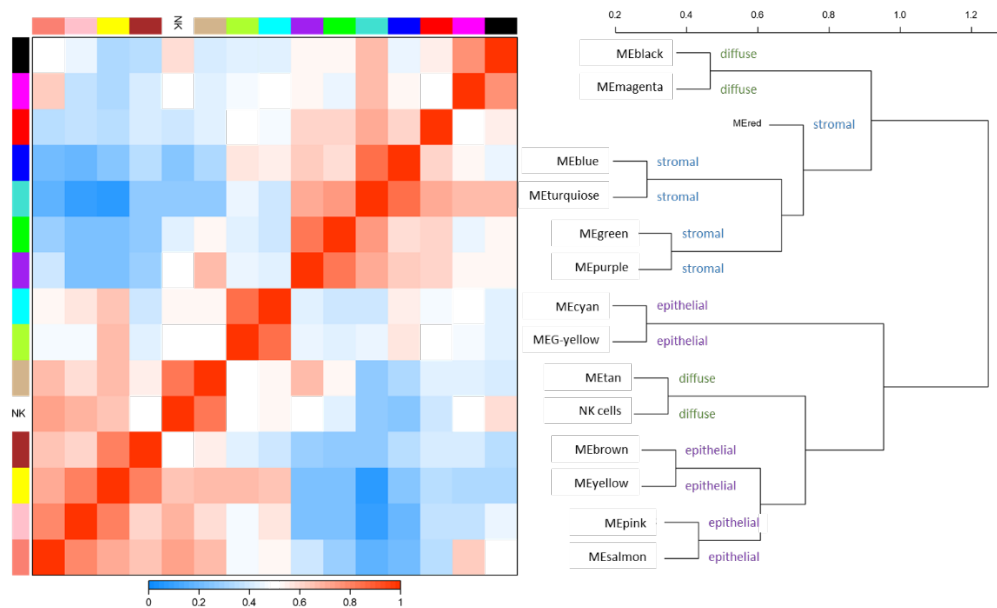 NK
0.2 0.4 0.6 0.8 1.0 1.2
MEblack diffuse
MEmagenta diffuse
MEred stromal
MEblue stromal
MEturquiose stromal
MEgreen stromal
MEpurple stromal
MEcyan epithelial
MEG-yellow epithelial
MEtan diffuse
NK
NK cells diffuse
MEbrown epithelial
MEyellow epithelial
MEpink epithelial
MEsalmon epithelial
0 0.2 0.4 0.6 0.8 1